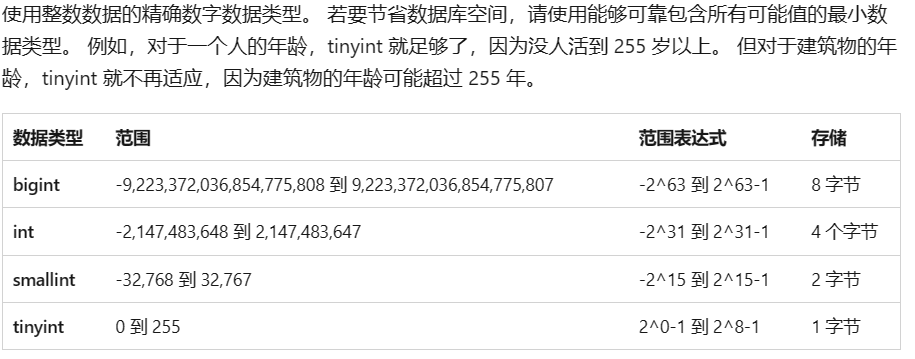 使用整数数据的精确数字数据类型。 若要节省数据库空间，请使用能够可靠包含所有可能值的最小数
据类型。 例如，对于一个人的年龄，tinyint 就足够了，因为没人活到 255 岁以上。 但对于建筑物的年
龄，tinyint 就不再适应，因为建筑物的年龄可能超过 255 年。
数据类型 范围 范围表达式 存储
bigint -9,223,372,036,854,775,808 到 9,223,372,036,854,775,807 -2^63 到 2^63-1 8 字节
int -2,147,483,648 到 2,147,483,647 -2^31 到 2^31-1 4 个字节
smallint -32,768 到 32,767 -2^15 到 2^15-1 2 字节
tinyint 0 到 255 2^0-1 到 2^8-1 1 字节